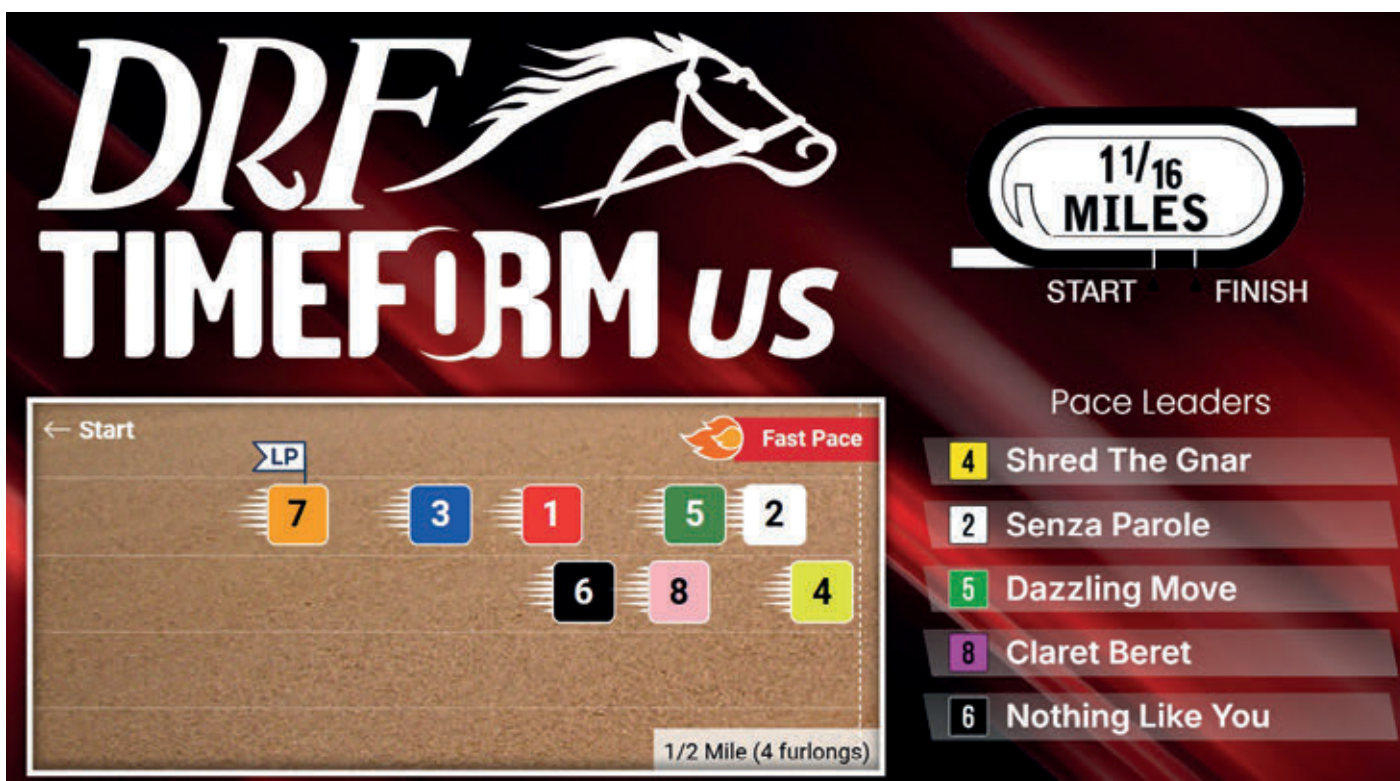 DRF
TIMEFORM US
1 1/16
MILES
START FINISH
← Start
LP
Fast Pace
7
3
1
5
2
6
8
4
1/2 Mile (4 furlongs)
Pace Leaders
4 Shred The Gnar
2 Senza Parole
5 Dazzling Move
8 Claret Beret
6 Nothing Like You